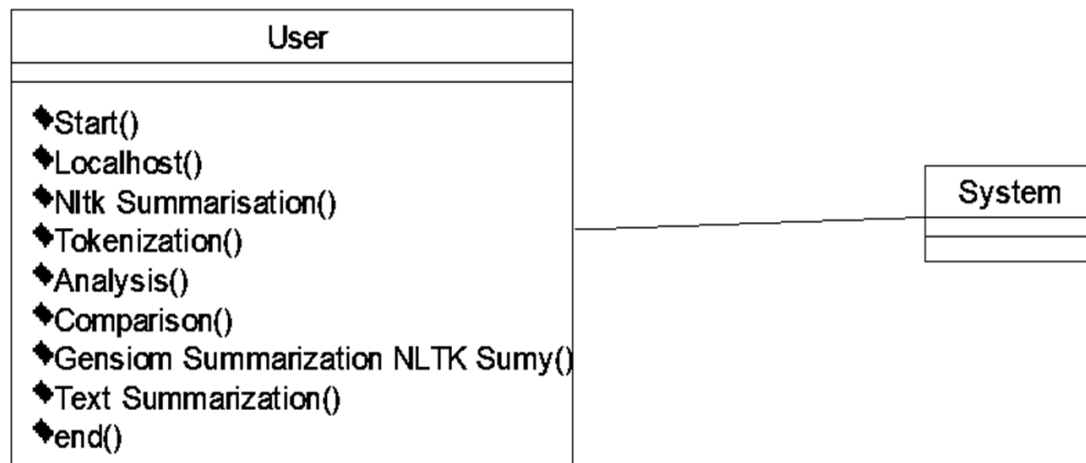 User
Start()
Localhost()
Nltk Summarisation()
Tokenization()
Analysis()
Comparison()
Gensiom Summarization NLTK Sumy()
Text Summarization()
end()
System